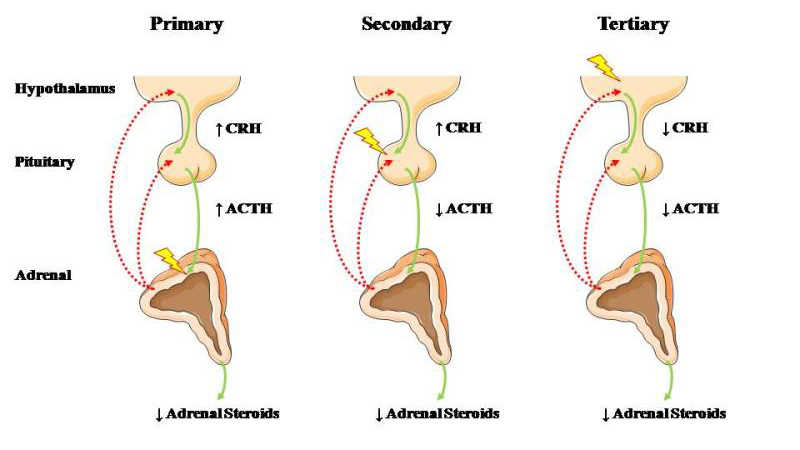 Primary Secondary Tertiary
Hypothalamus
↑ CRH ↑ CRH ↓ CRH
Pituitary
↑ ACTH ↓ ACTH ↓ ACTH
Adrenal
↓ Adrenal Steroids ↓ Adrenal Steroids ↓ Adrenal Steroids